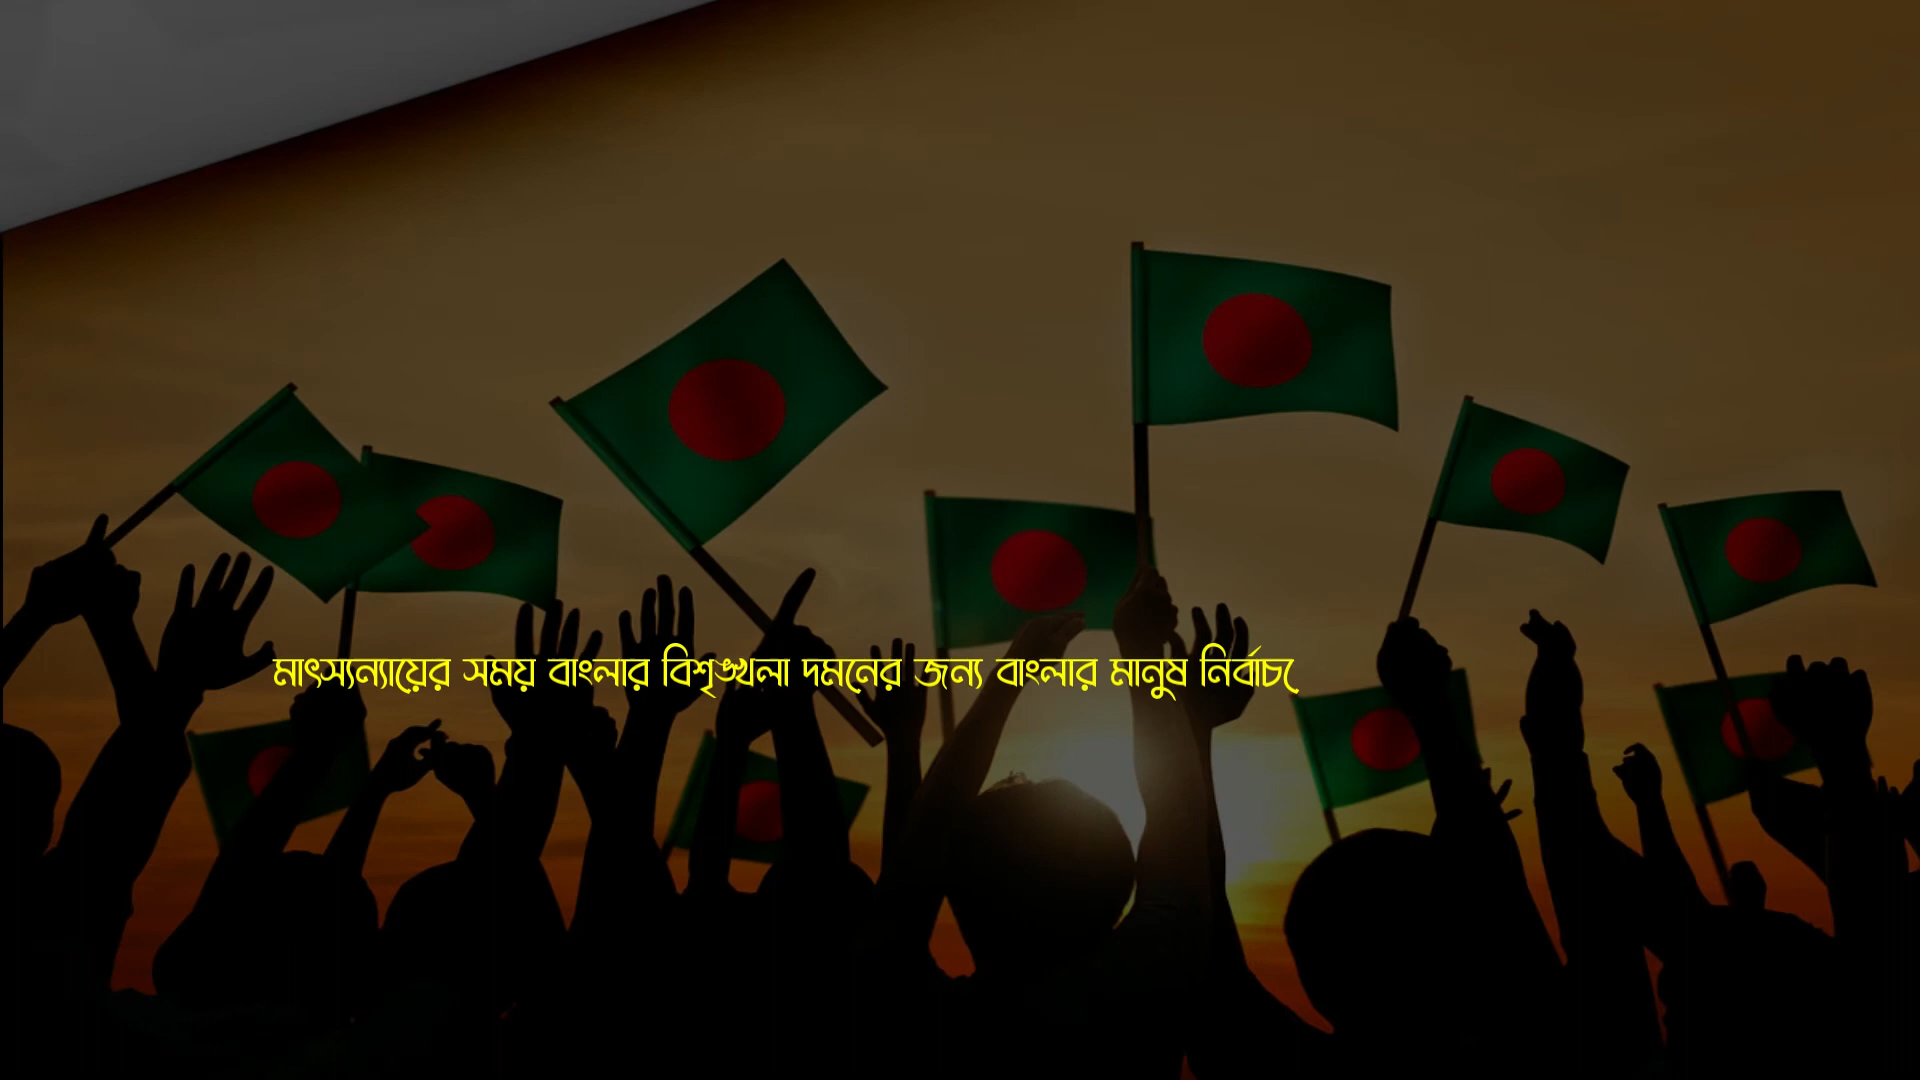 মাৎস্যন্যায়ের সময় বাংলার বিশৃঙ্খলা দমনের জন্য বাংলার মানুষ নির্বাচে